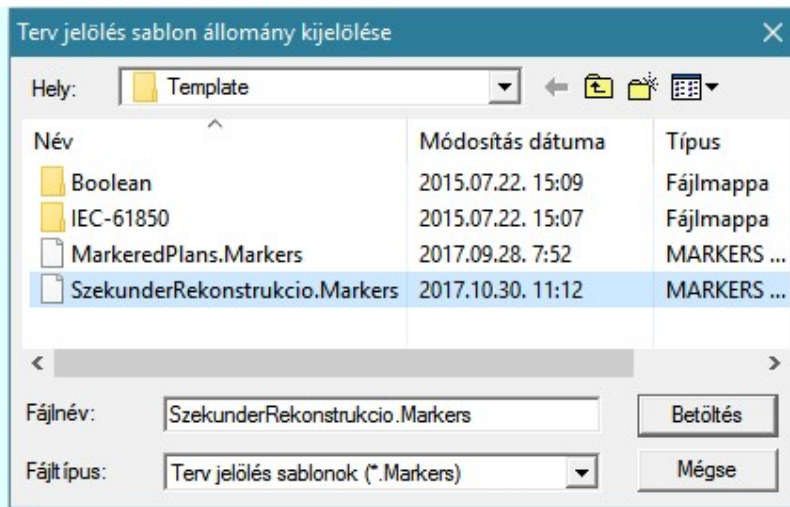 Terv jelölés sablon állomány kijelölése
Hely: Template
Név Módosítás dátuma Típus
Boolean 2015.07.22. 15:09 Fájlmappa
IEC-61850 2015.07.22. 15:07 Fájlmappa
MarkeredPlans.Markers 2017.09.28. 7:52 MARKERS ...
SzekunderRekonstrukcio.Markers 2017.10.30. 11:12 MARKERS ...
Fájlnév: SzekunderRekonstrukcio.Markers Betöltés
Fájltípus: Terv jelölés sablonok (*.Markers) Mégse